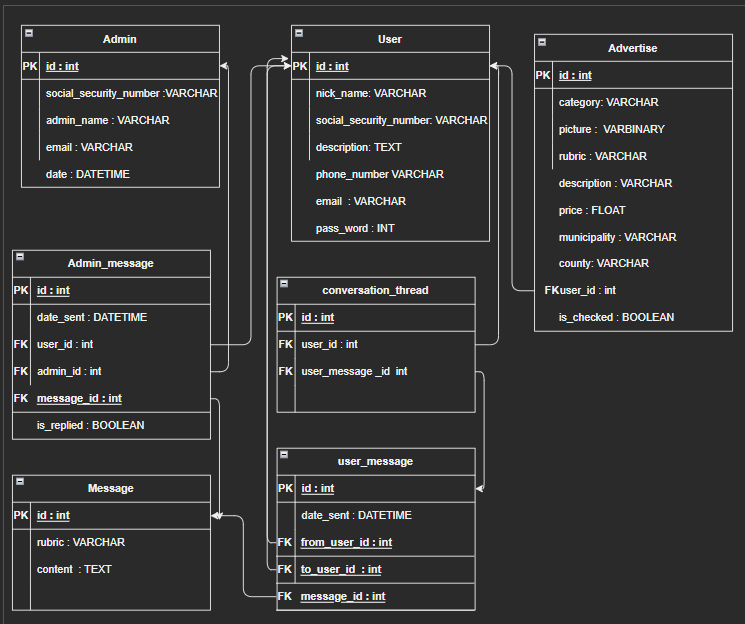 Admin
PK id : int
social_security_number :VARCHAR
admin_name : VARCHAR
email : VARCHAR
date : DATETIME
User
PK id : int
nick_name: VARCHAR
social_security_number: VARCHAR
description: TEXT
phone_number VARCHAR
email : VARCHAR
pass_word : INT
Advertise
PK id : int
category: VARCHAR
picture : VARBINARY
rubric : VARCHAR
description : VARCHAR
price : FLOAT
municipality : VARCHAR
county: VARCHAR
FKuser_id : int
is_checked : BOOLEAN
Admin_message
PK id : int
date_sent : DATETIME
FK user_id : int
FK admin_id : int
FK message_id : int
is_replied : BOOLEAN
conversation_thread
PK id : int
FK user_id : int
FK user_message _id int
Message
PK id : int
rubric : VARCHAR
content : TEXT
user_message
PK id : int
date_sent : DATETIME
FK from_user_id : int
FK to_user_id : int
FK message_id : int